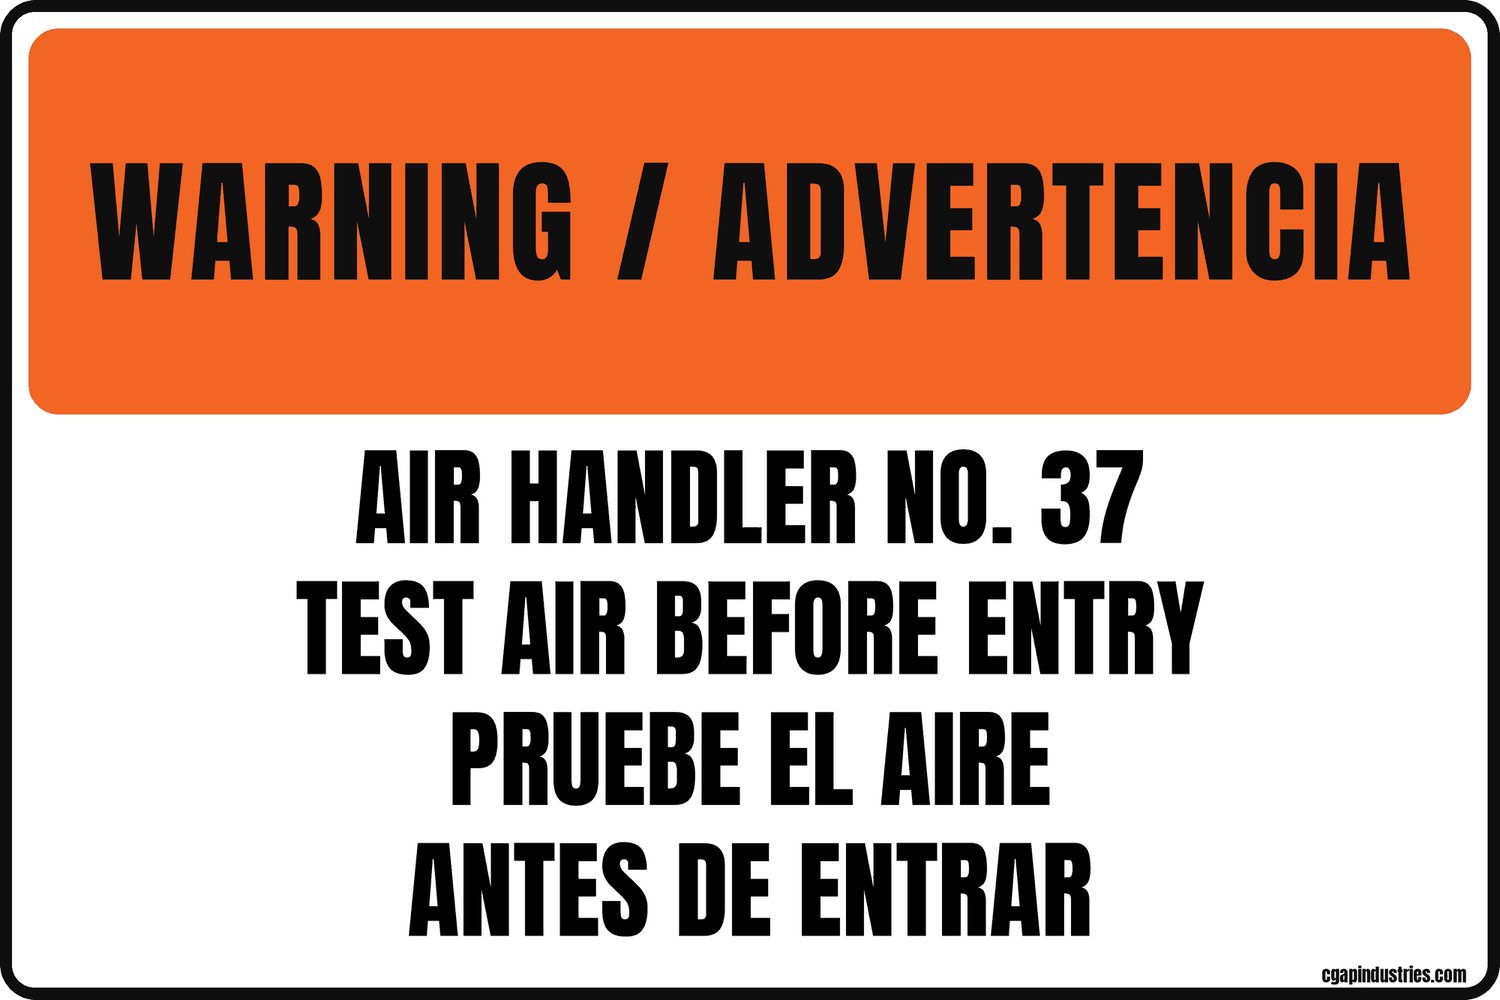 WARNING / ADVERTENCIA
AIR HANDLER NO. 37
TEST AIR BEFORE ENTRY
PRUEBE EL AIRE
ANTES DE ENTRAR
cgapindustries.com